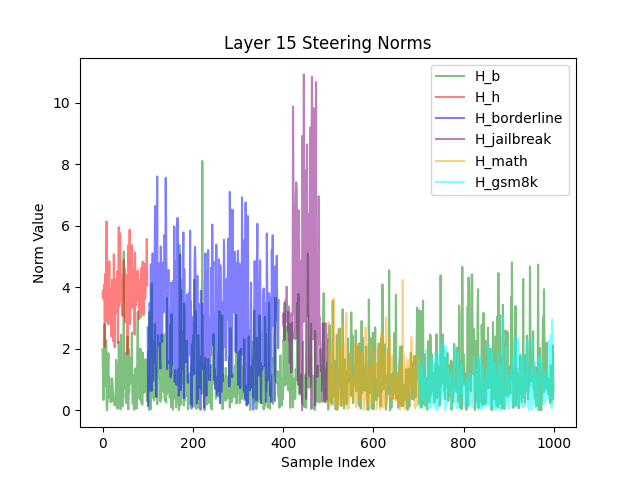 Layer 15 Steering Norms
Norm Value
10
8
6
4
2
0
0
200
400
600
800
1000
Sample Index
H_b
H_h
H_borderline
H_jailbreak
H_math
H_gsm8k